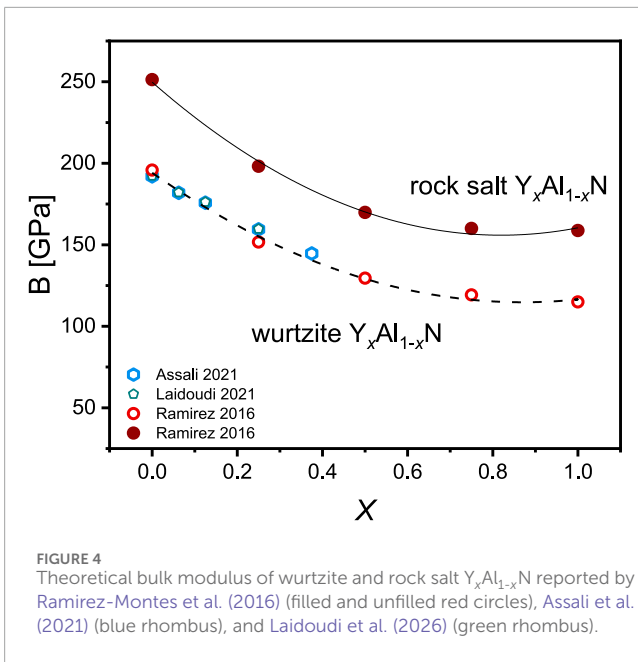 250
200
150
100
50
B [GPa]
rock salt YₓAl₁₋ₓN
wurtzite YₓAl₁₋ₓN
Assali 2021
Laidoudi 2021
Ramirez 2016
Ramirez 2016
0.0 0.2 0.4 0.6 0.8 1.0
X
FIGURE 4
Theoretical bulk modulus of wurtzite and rock salt YₓAl₁₋ₓN reported by
Ramirez-Montes et al. (2016) (filled and unfilled red circles), Assali et al.
(2021) (blue rhombus), and Laidoudi et al. (2026) (green rhombus).